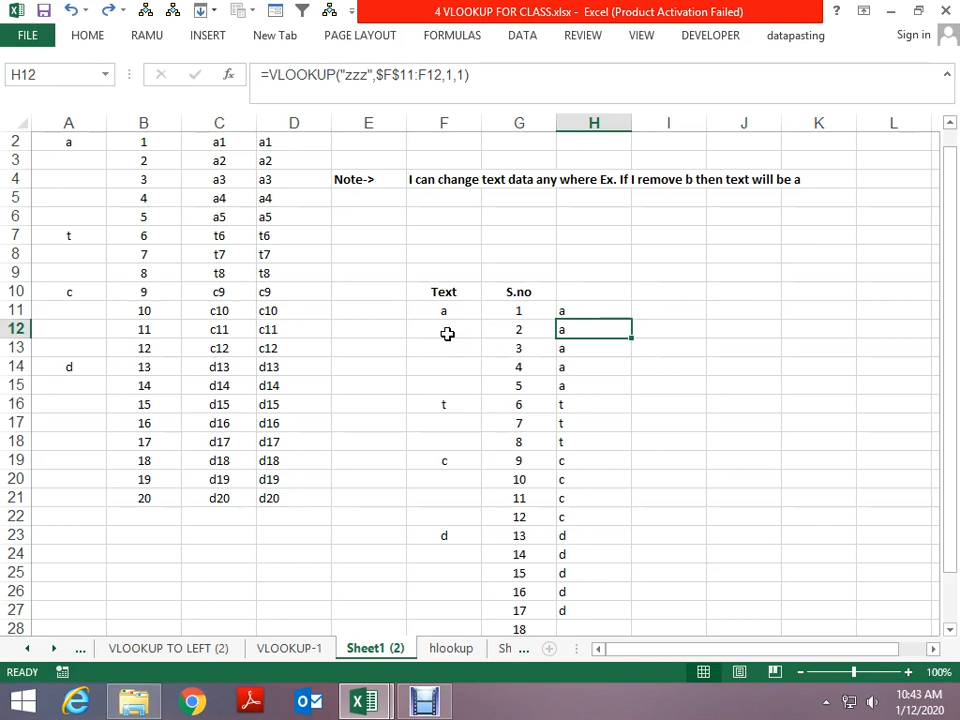 4 VLOOKUP FOR CLASS.xlsx - Excel (Product Activation Failed)
?
FILE HOME RAMU INSERT New Tab PAGE LAYOUT FORMULAS DATA REVIEW VIEW DEVELOPER datapasting Sign in
H12 fx =VLOOKUP("zzz",$F$11:F12,1,1)
A B C D E F G H I J K L
2 a 1 a1 a1
3 2 a2 a2
4 3 a3 a3 Note-> I can change text data any where Ex. If I remove b then text will be a
5 4 a4 a4
6 5 a5 a5
7 t 6 t6 t6
8 7 t7 t7
9 8 t8 t8
10 c 9 c9 c9 Text S.no
11 10 c10 c10 a 1 a
12 11 c11 c11 2 a
13 12 c12 c12 3 a
14 d 13 d13 d13 4 a
15 14 d14 d14 5 a
16 15 d15 d15 t 6 t
17 16 d16 d16 7 t
18 17 d17 d17 8 t
19 18 d18 d18 c 9 c
20 19 d19 d19 10 c
21 20 d20 d20 11 c
22 12 c
23 d 13 d
24 14 d
25 15 d
26 16 d
27 17 d
28 18
... VLOOKUP TO LEFT (2) VLOOKUP-1 Sheet1 (2) hlookup Sh ...
READY 100%
10:43 AM
1/12/2020